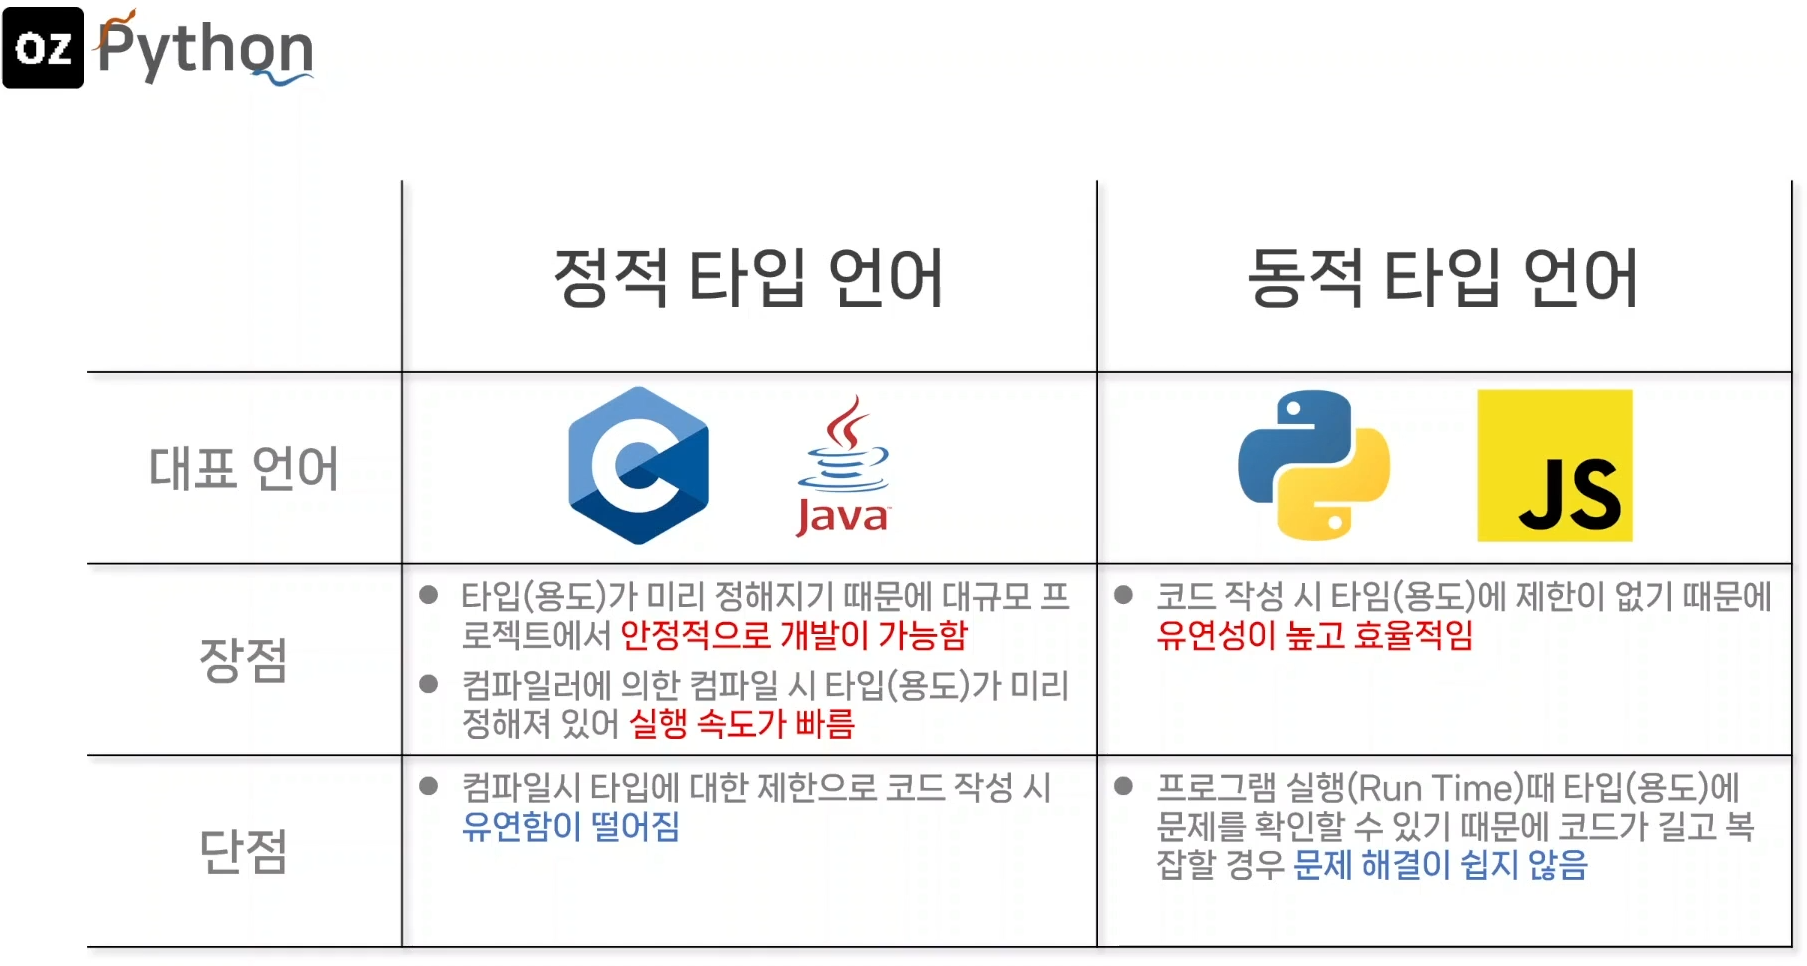 OZ Python
정적 타입 언어
동적 타입 언어
대표 언어
C
Java
JS
장점
타입(용도)가 미리 정해지기 때문에 대규모 프
로젝트에서 안정적으로 개발이 가능함
컴파일러에 의한 컴파일 시 타입(용도)가 미리
정해져 있어 실행 속도가 빠름
코드 작성 시 타임(용도)에 제한이 없기 때문에
유연성이 높고 효율적임
단점
컴파일시 타입에 대한 제한으로 코드 작성 시
유연함이 떨어짐
프로그램 실행(Run Time)때 타입(용도)에
문제를 확인할 수 있기 때문에 코드가 길고 복
잡할 경우 문제 해결이 쉽지 않음